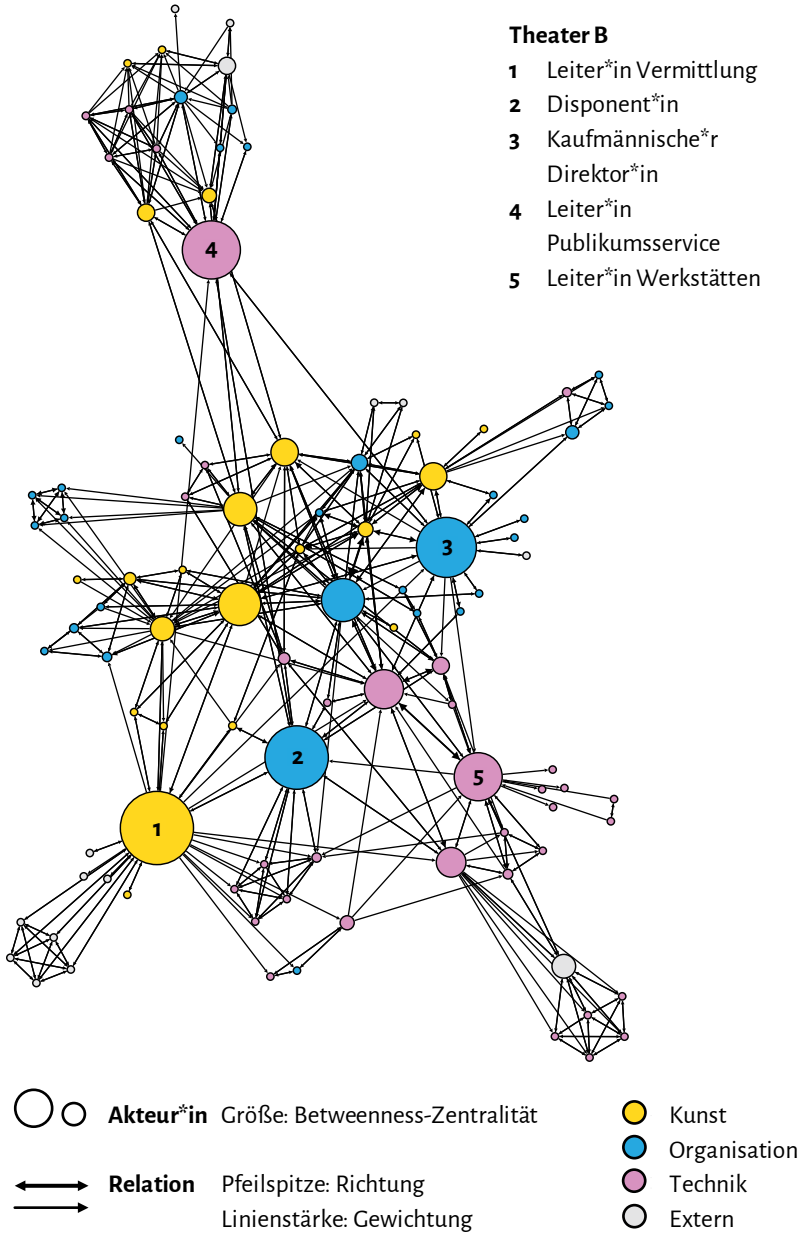 Theater B
1 Leiter*in Vermittlung
2 Disponent*in
3 Kaufmännische*r
Direktor*in
4 Leiter*in
Publikumsservice
5 Leiter*in Werkstätten
4
3
2
5
1
Akteur*in Größe: Betweenness-Zentralität
Relation Pfeilspitze: Richtung
Linienstärke: Gewichtung
Kunst
Organisation
Technik
Extern